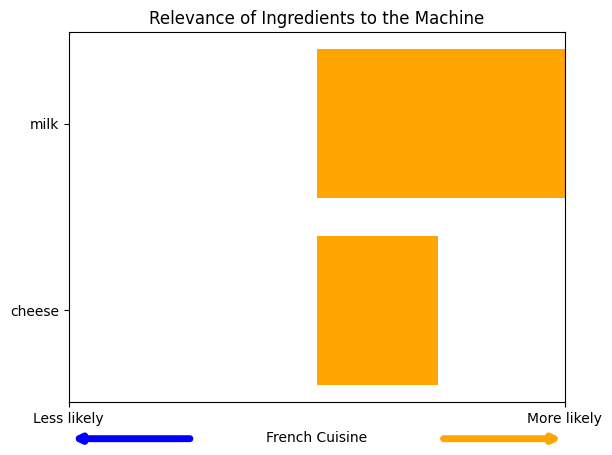 Relevance of Ingredients to the Machine
milk
cheese
Less likely
More likely
French Cuisine